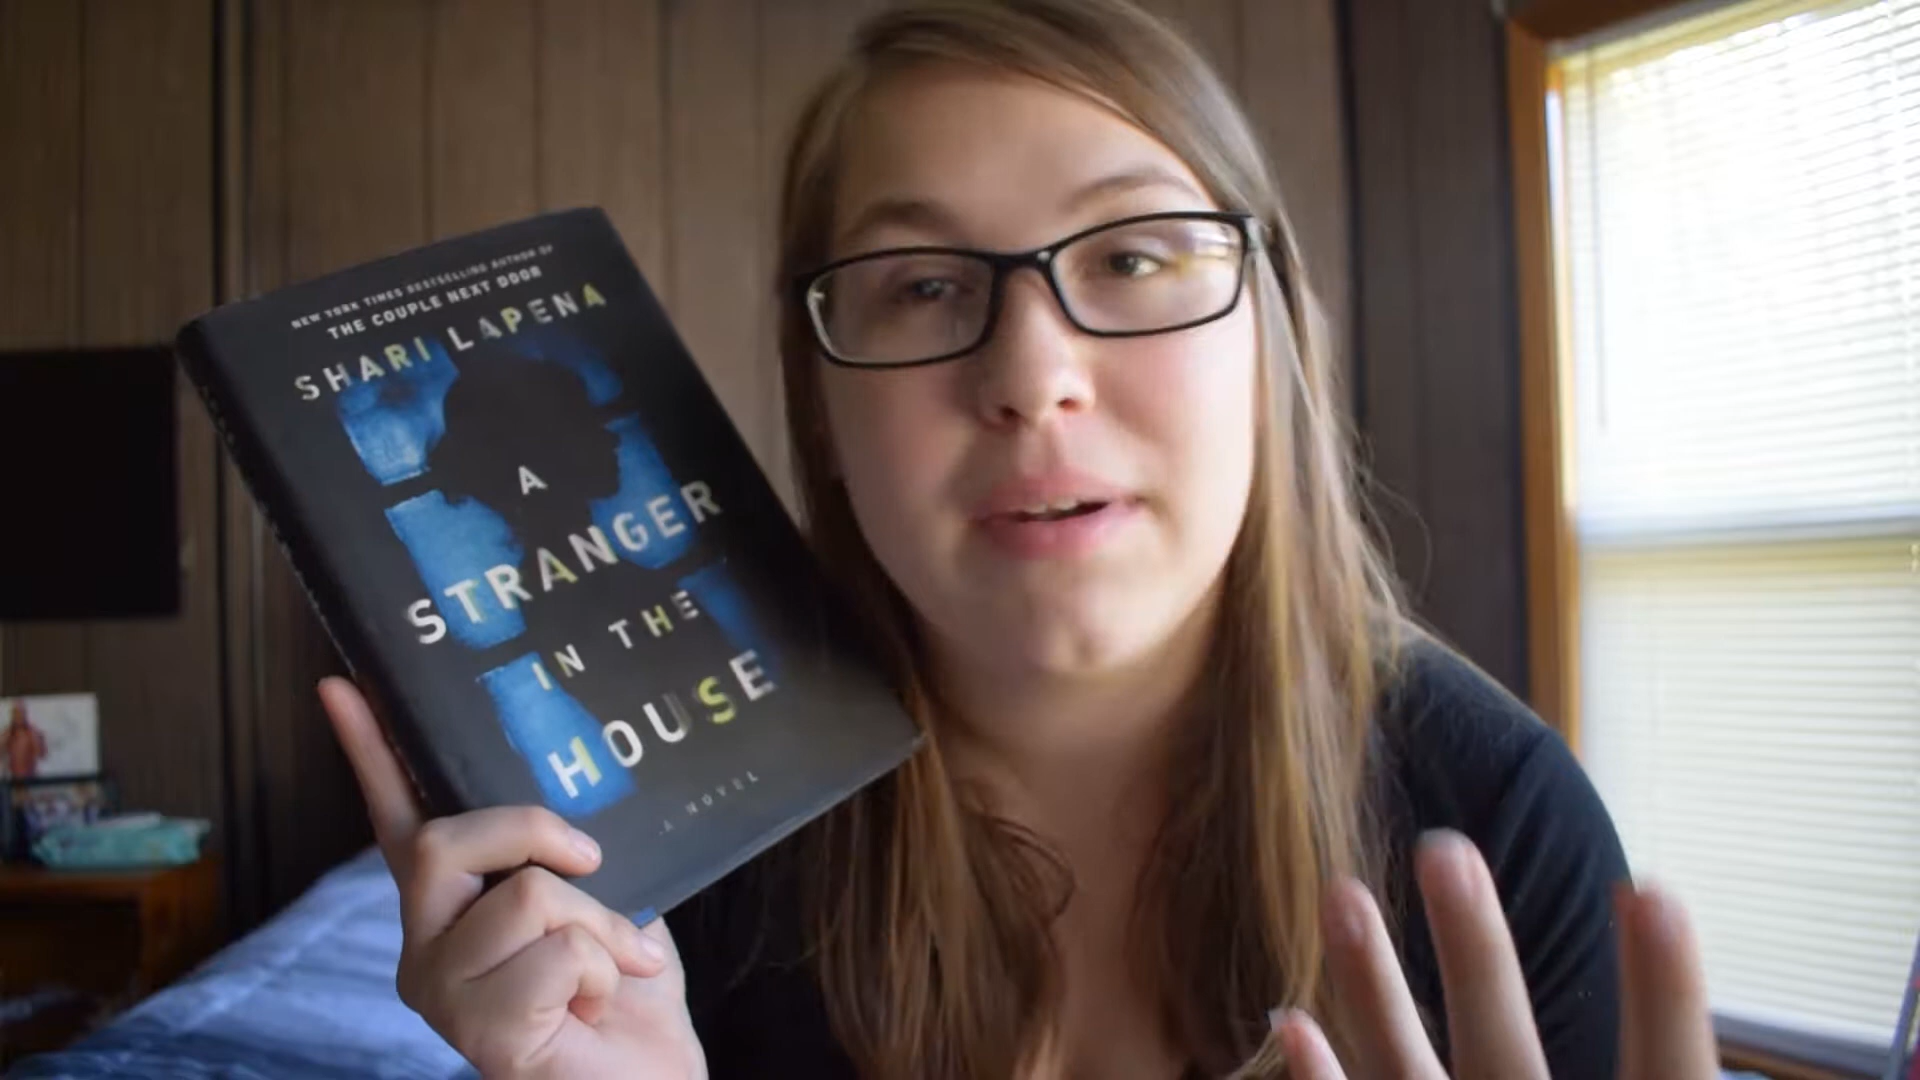 NEW YORK TIMES BESTSELLING AUTHOR OF
THE COUPLE NEXT DOOR
SHARI LAPENA
A
STRANGER
IN THE
HOUSE
A NOVEL